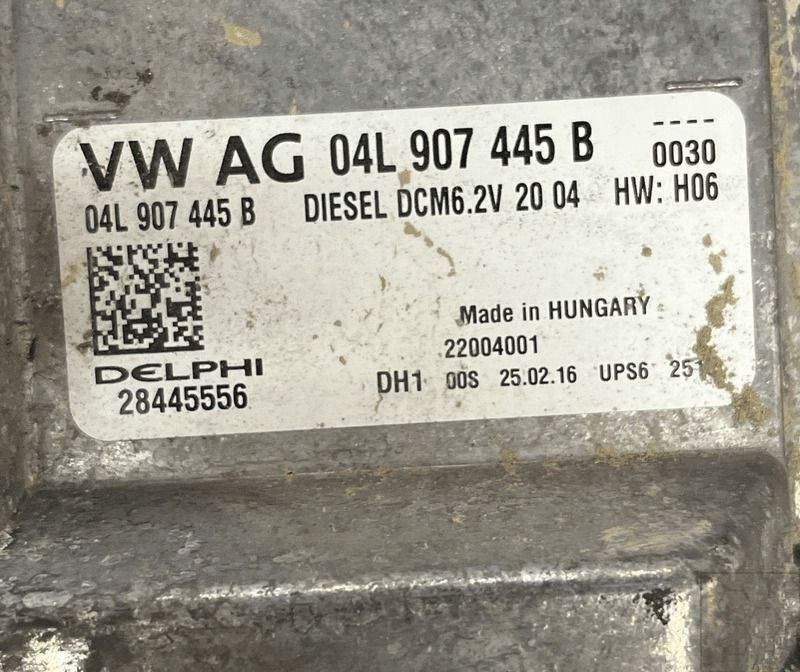 VW AG 04L 907 445 B ----
0030
04L 907 445 B DIESEL DCM6.2V 20 04 HW: H06
Made in HUNGARY
22004001
DELPHI
28445556
DH1 00S 25.02.16 UPS6